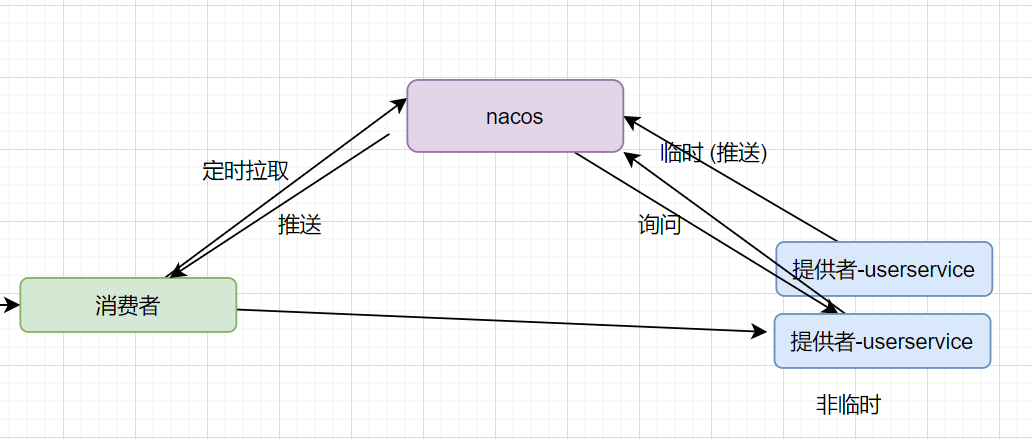 nacos
临时 (推送)
定时拉取
推送
询问
提供者-userservice
消费者
提供者-userservice
非临时